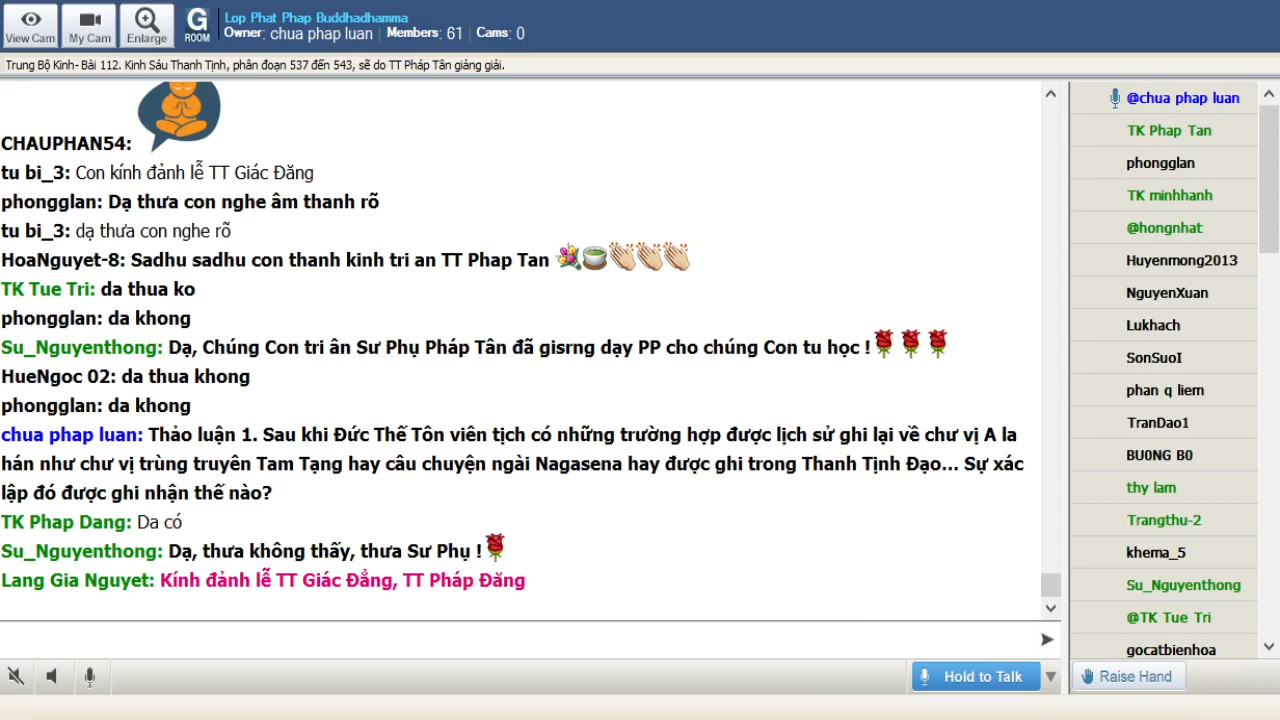 View Cam
My Cam
Enlarge
G
ROOM
Lop Phat Phap Buddhadhamma
Owner: chua phap luan | Members: 61 | Cams: 0
Trung Bộ Kinh- Bài 112. Kinh Sáu Thanh Tịnh, phân đoạn 537 đến 543, sẽ do TT Pháp Tân giảng giải.
CHAUPHAN54:
tu bi_3: Con kính đảnh lễ TT Giác Đăng
phongglan: Dạ thưa con nghe âm thanh rõ
tu bi_3: dạ thưa con nghe rõ
HoaNguyet-8: Sadhu sadhu con thanh kinh tri an TT Phap Tan
TK Tue Tri: da thua ko
phongglan: da khong
Su_Nguyenthong: Dạ, Chúng Con tri ân Sư Phụ Pháp Tân đã gisrng dạy PP cho chúng Con tu học !
HueNgoc 02: da thua khong
phongglan: da khong
chua phap luan: Thảo luận 1. Sau khi Đức Thế Tôn viên tịch có những trường hợp được lịch sử ghi lại về chư vị A la
hán như chư vị trùng truyên Tam Tạng hay câu chuyện ngài Nagasena hay được ghi trong Thanh Tịnh Đạo... Sự xác
lập đó được ghi nhận thế nào?
TK Phap Dang: Da có
Su_Nguyenthong: Dạ, thưa không thấy, thưa Sư Phụ !
Lang Gia Nguyet: Kính đảnh lễ TT Giác Đẳng, TT Pháp Đăng
@chua phap luan
TK Phap Tan
phongglan
TK minhhanh
@hongnhat
Huyenmong2013
NguyenXuan
Lukhach
SonSuoI
phan q liem
TranDao1
BU0NG B0
thy lam
Trangthu-2
khema_5
Su_Nguyenthong
@TK Tue Tri
gocatbienhoa
Hold to Talk
Raise Hand